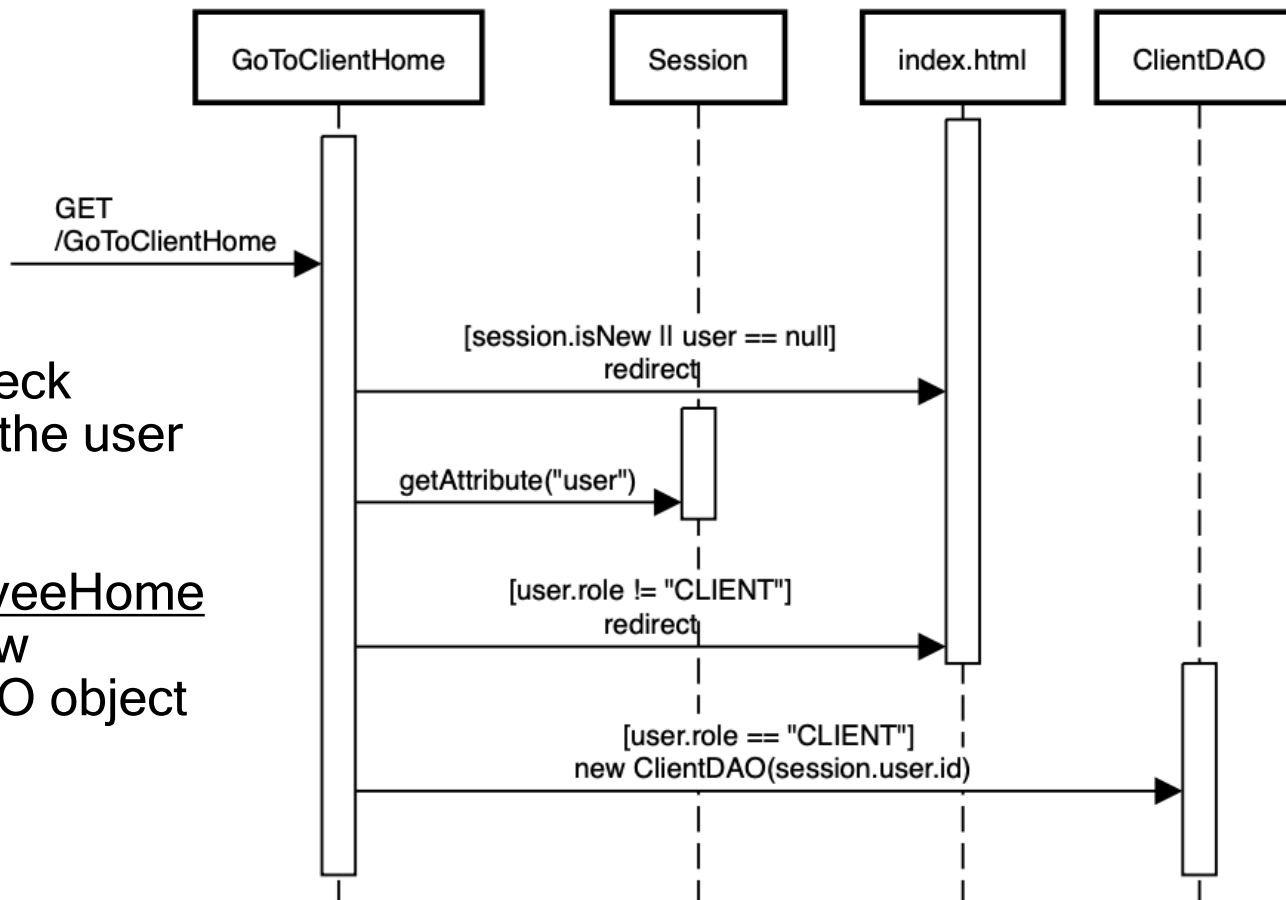 GoToClientHome
Session
index.html
ClientDAO
GET
/GoToClientHome
[session.isNew || user == null]
redirect
eck
the user
getAttribute("user")
yeeHome
w
O object
[user.role != "CLIENT"]
redirect
[user.role == "CLIENT"]
new ClientDAO(session.user.id)